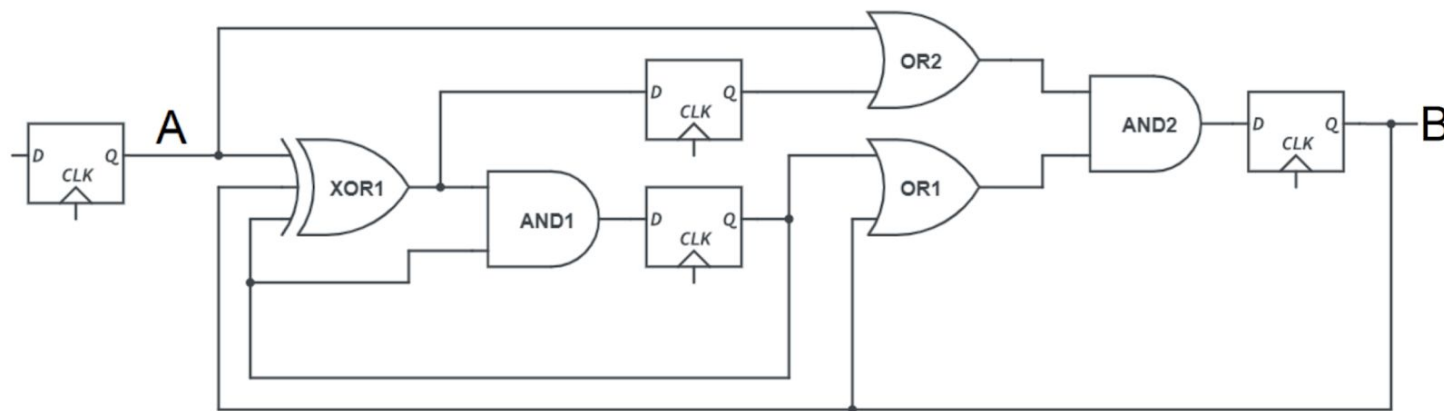 OR2
D Q
CLK
A
B
D Q
CLK
AND2
D Q
CLK
XOR1
AND1
D Q
CLK
OR1